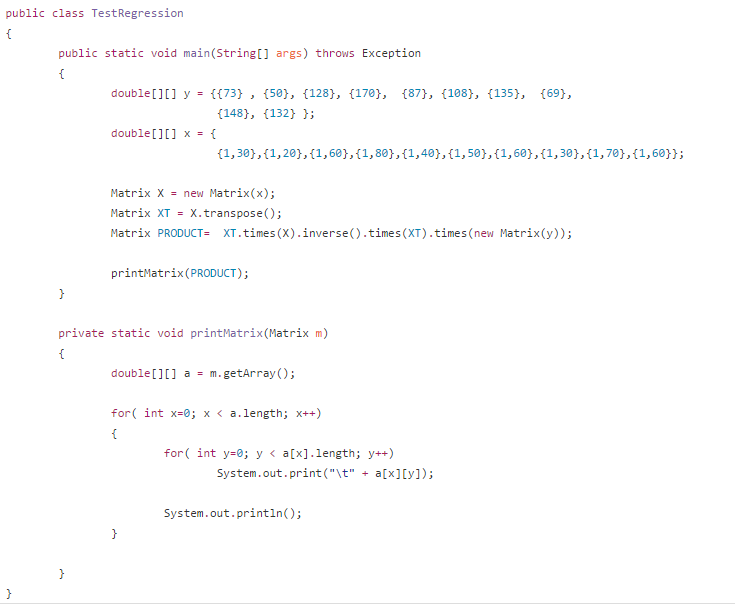 public class TestRegression
{
public static void main(String[] args) throws Exception
{
double[][] y = {{73} , {50}, {128}, {170},  {87}, {108}, {135},  {69},
{148}, {132} };
double[][] x = {
{1,30},{1,20},{1,60},{1,80},{1,40},{1,50},{1,60},{1,30},{1,70},{1,60}};
Matrix X = new Matrix(x);
Matrix XT = X.transpose();
Matrix PRODUCT=  XT.times(X).inverse().times(XT).times(new Matrix(y));
printMatrix(PRODUCT);
}
private static void printMatrix(Matrix m)
{
double[][] a = m.getArray();
for( int x=0; x < a.length; x++)
{
for( int y=0; y < a[x].length; y++)
System.out.print("\t" + a[x][y]);
System.out.println();
}
}
}